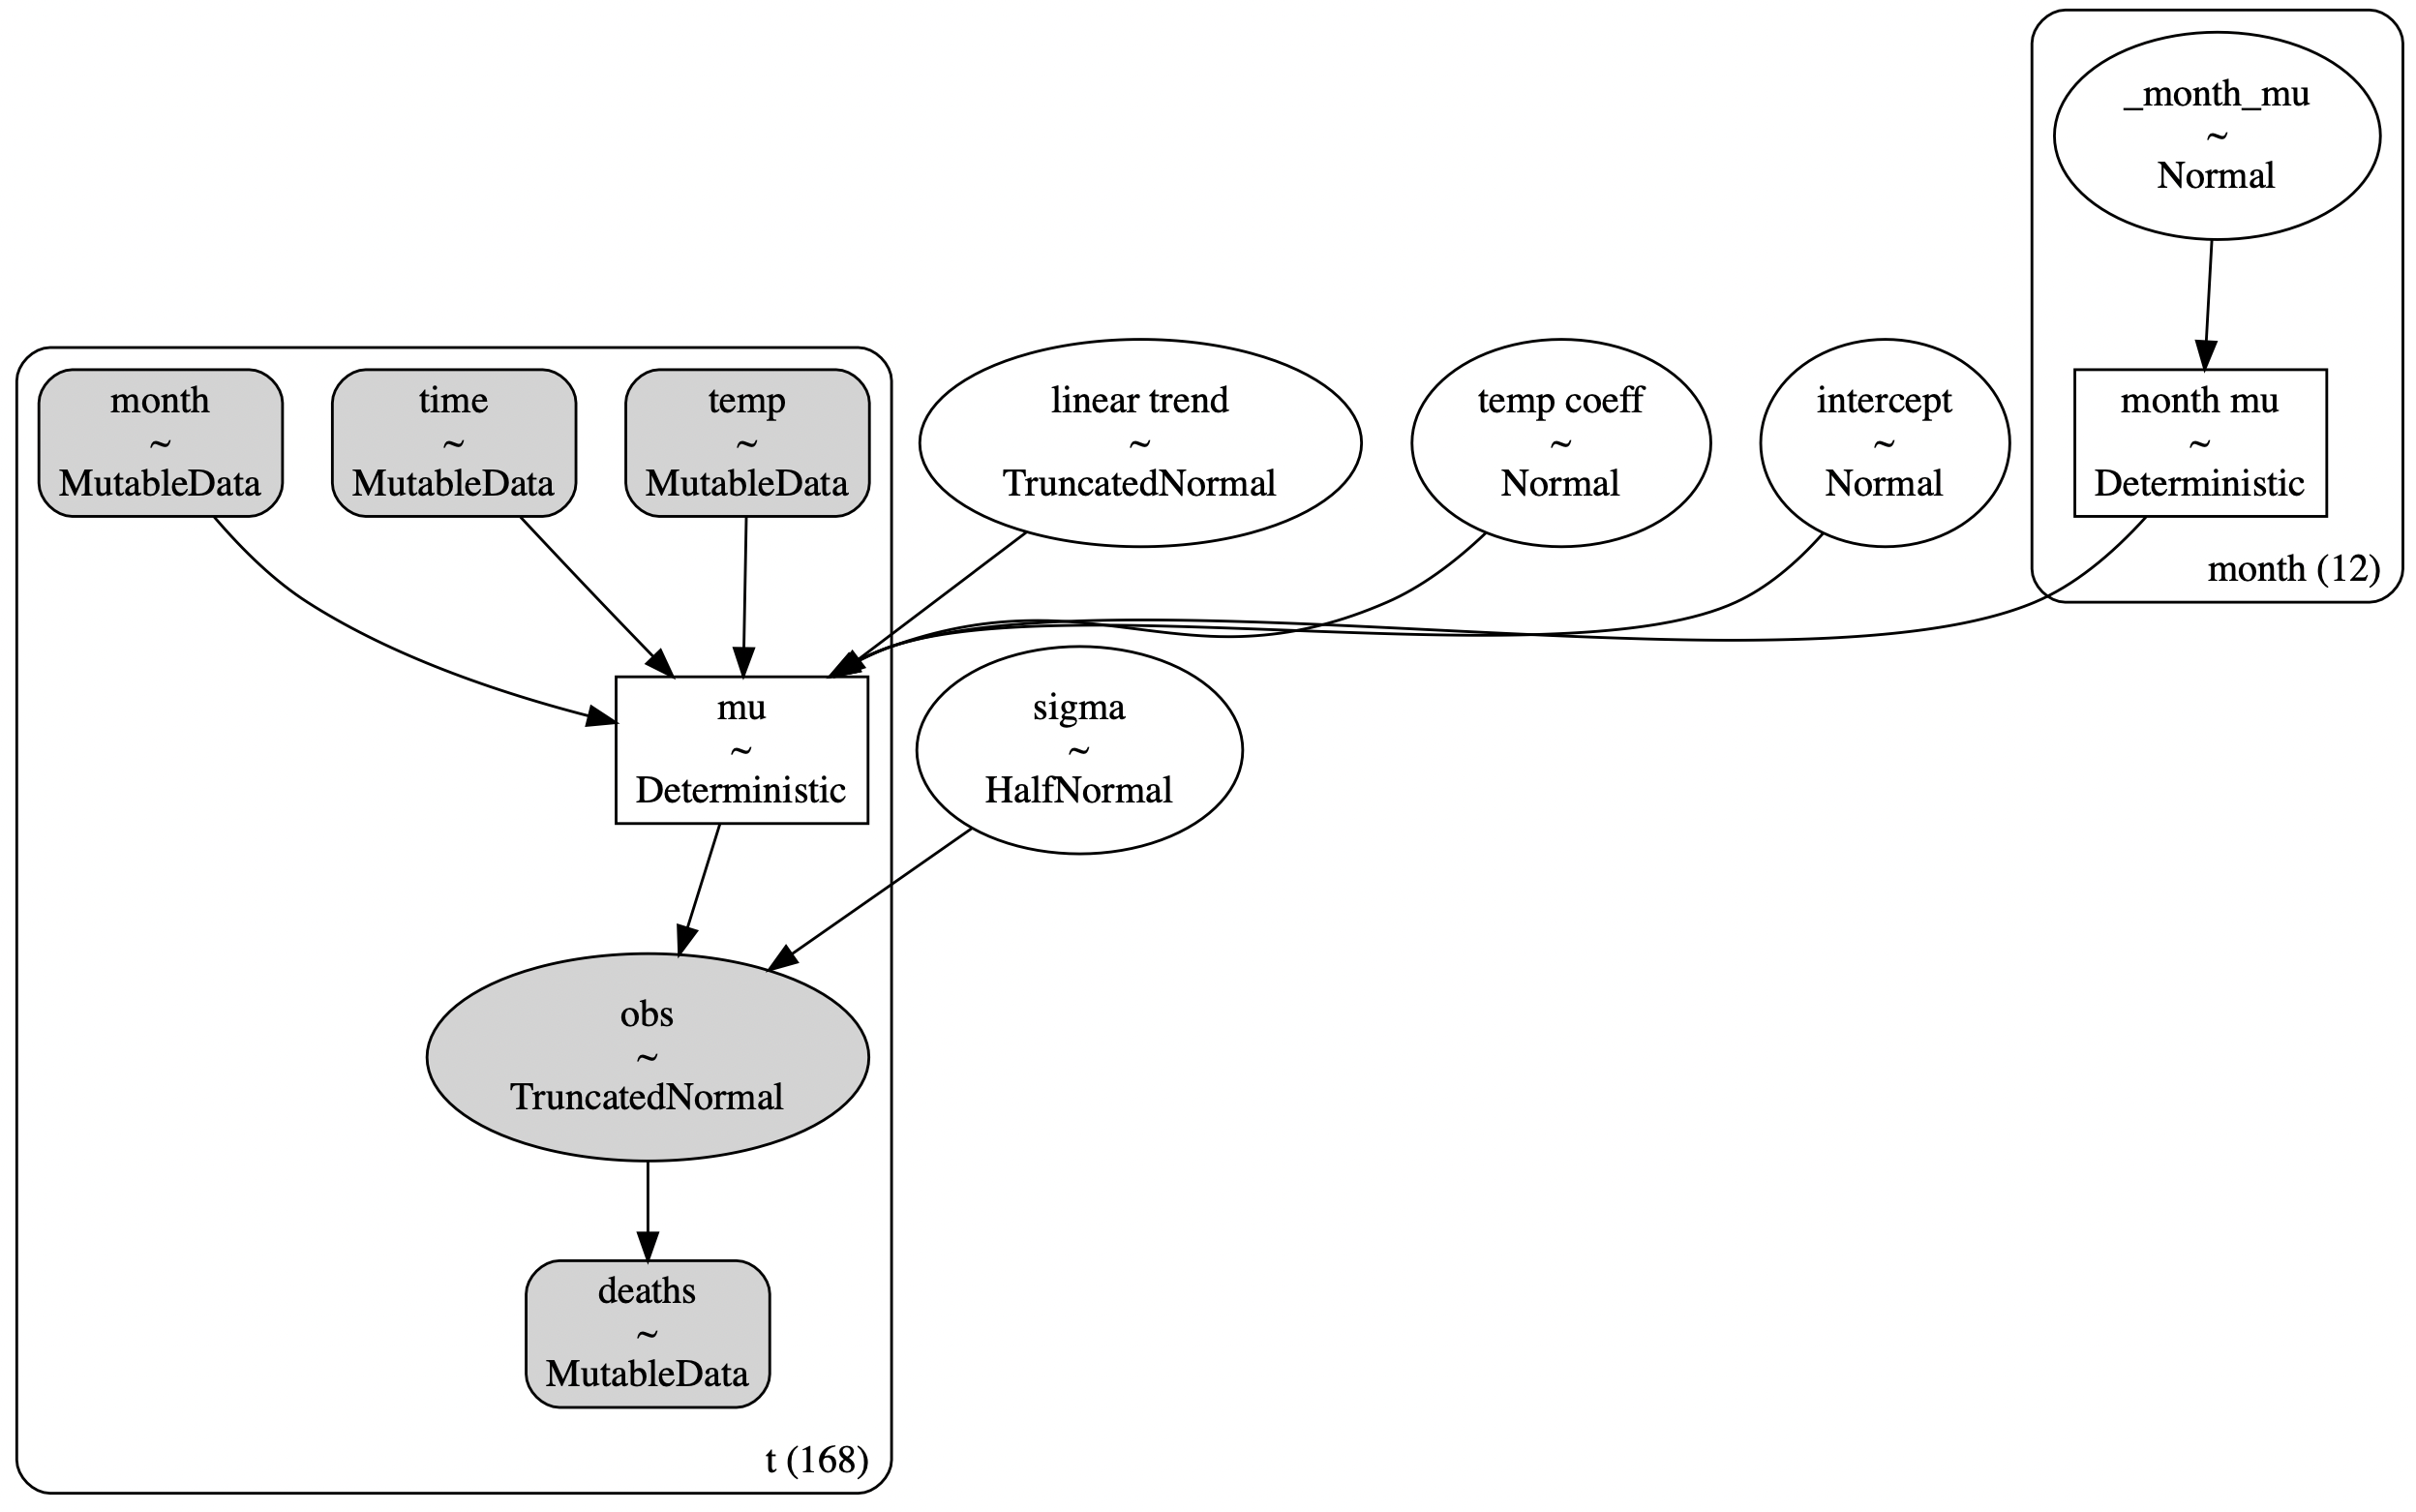 _month_mu
~
Normal
month
~
MutableData
time
~
MutableData
temp
~
MutableData
linear trend
~
TruncatedNormal
temp coeff
~
Normal
intercept
~
Normal
month mu
~
Deterministic
month (12)
mu
~
Deterministic
sigma
~
HalfNormal
obs
~
TruncatedNormal
deaths
~
MutableData
t (168)